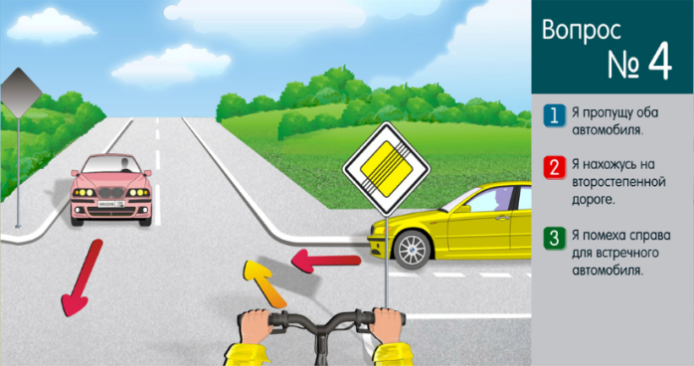 Вопрос
№ 4
1 Я пропущу оба
автомобиля.
2 Я нахожусь на
второстепенной
дороге.
3 Я помеха справа
для встречного
автомобиля.